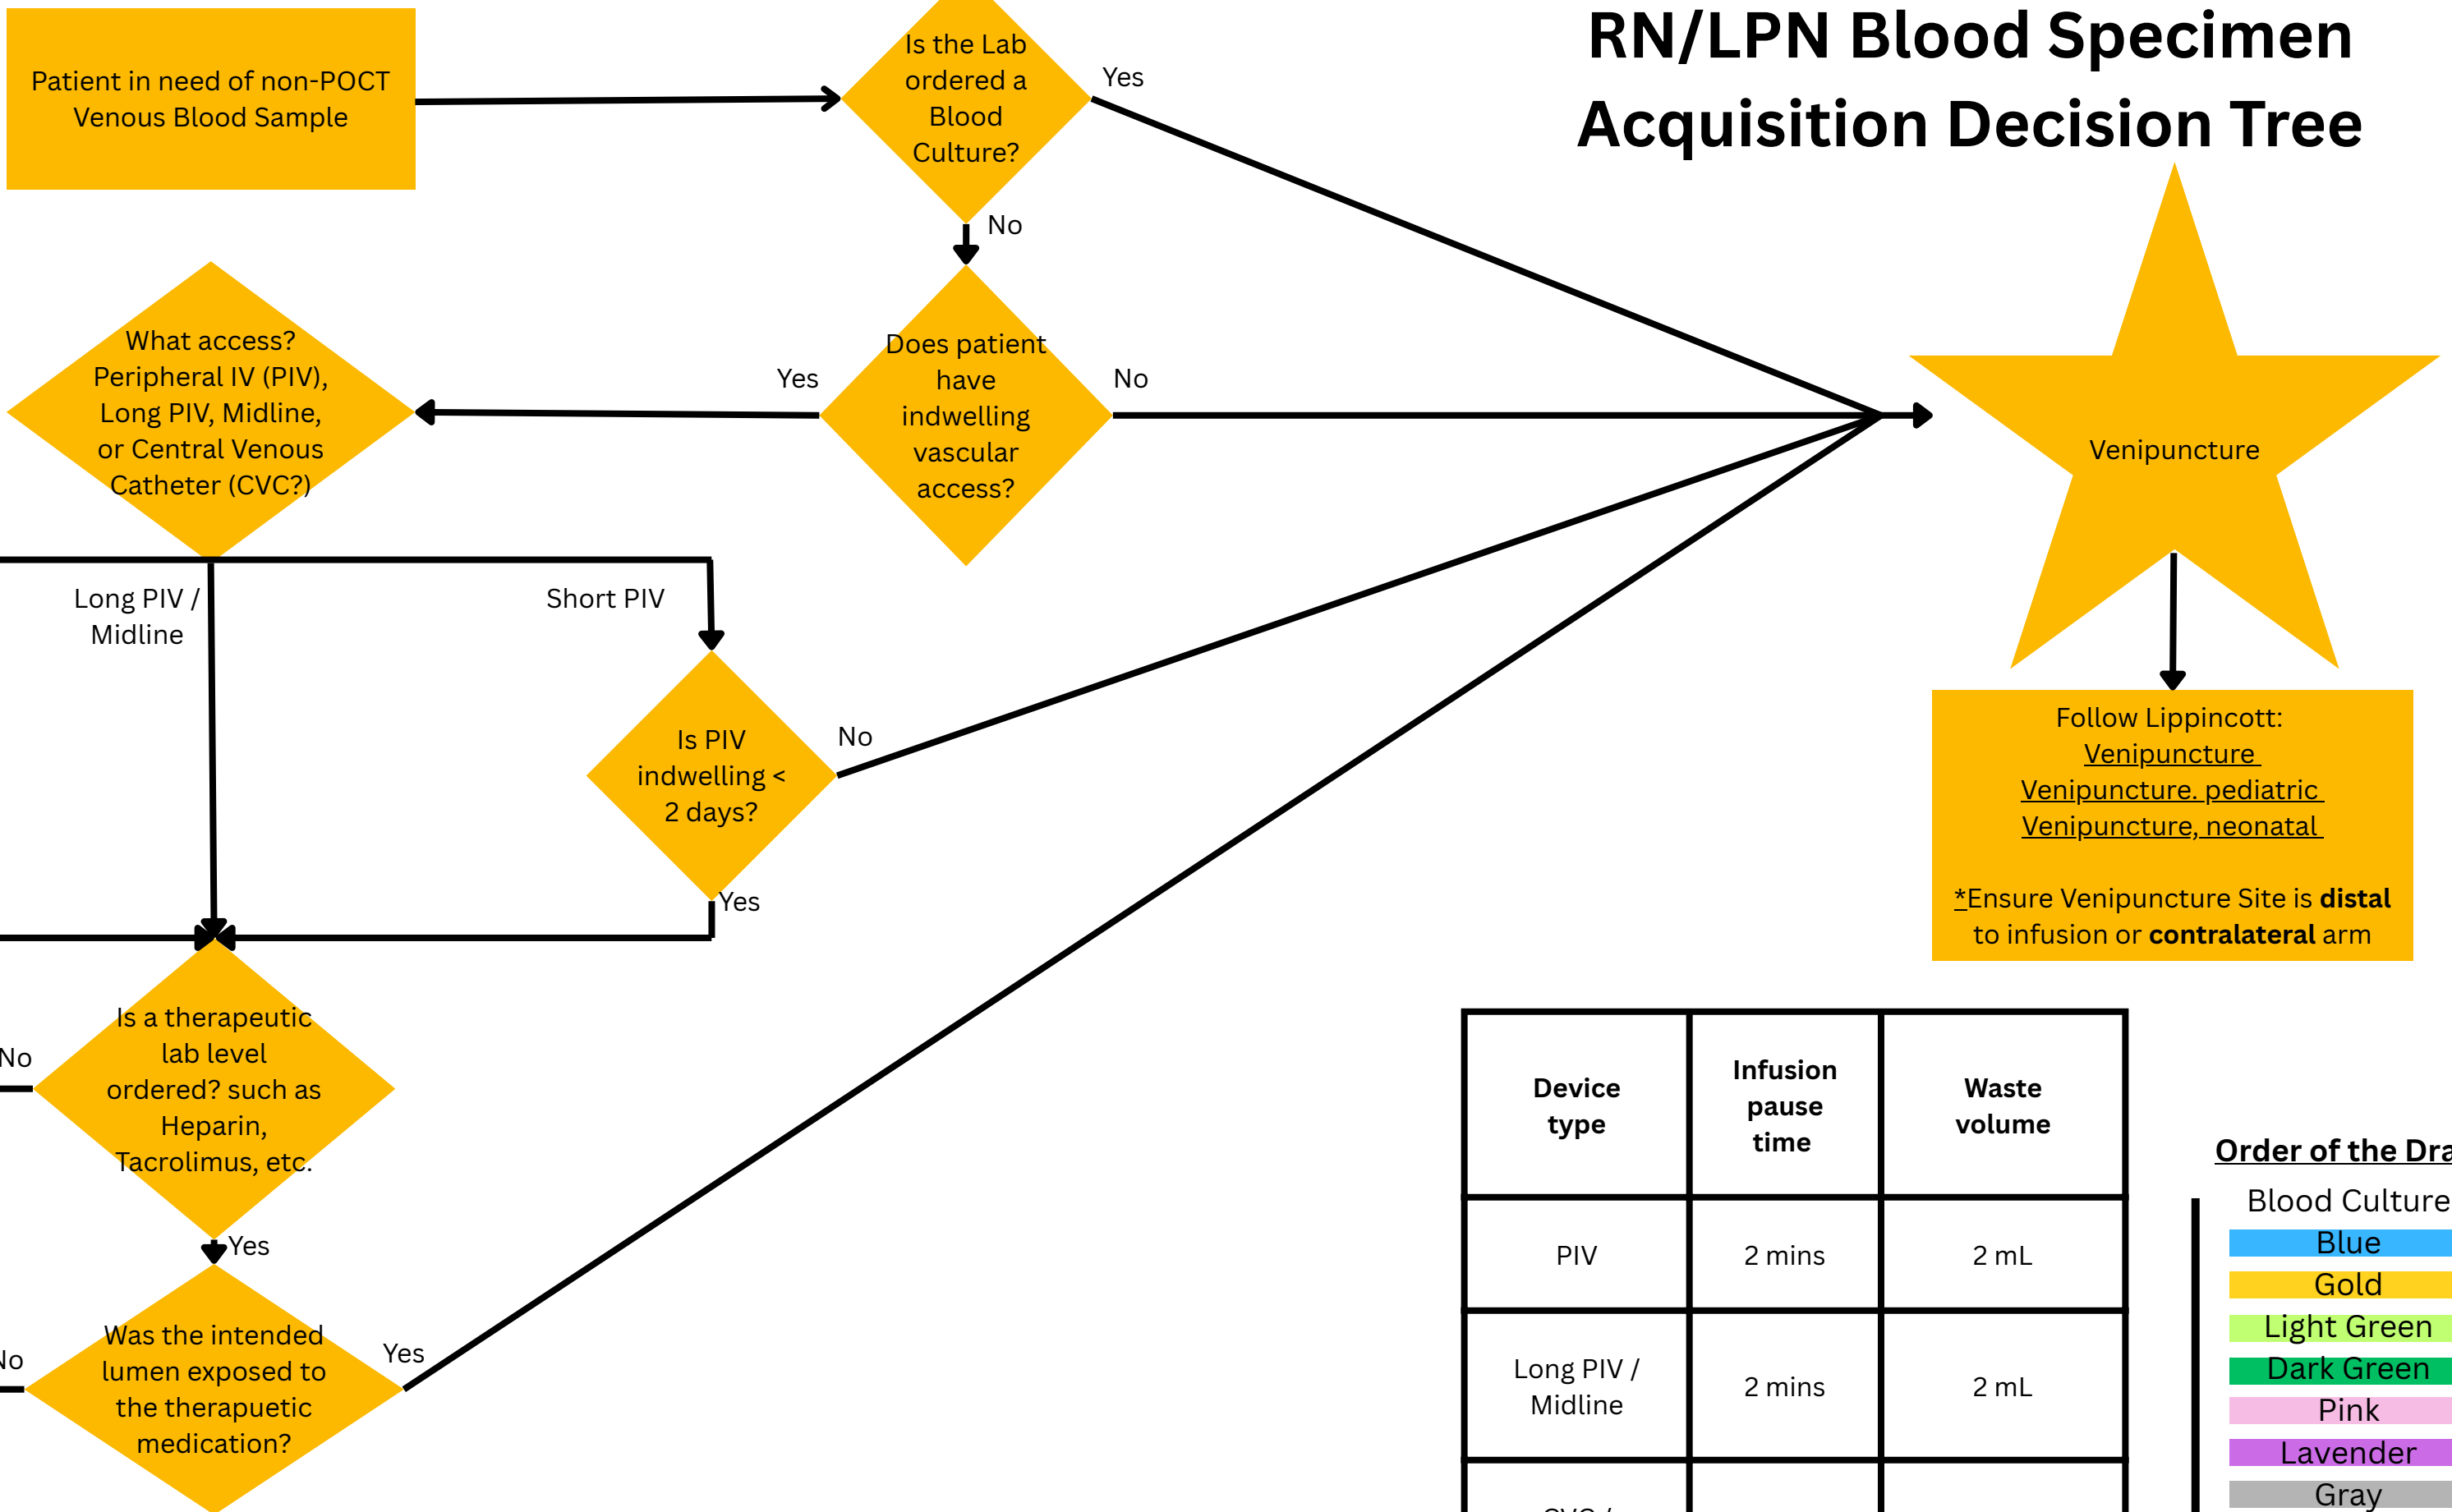 RN/LPN Blood Specimen
Acquisition Decision Tree
Patient in need of non-POCT
Venous Blood Sample
Is the Lab
ordered a
Blood
Culture?
Yes
No
What access?
Peripheral IV (PIV),
Long PIV, Midline,
or Central Venous
Catheter (CVC?)
Yes
Does patient
have
indwelling
vascular
access?
No
Venipuncture
Long PIV /
Midline
Short PIV
Is PIV
indwelling <
2 days?
No
Yes
Follow Lippincott:
Venipuncture
Venipuncture. pediatric
Venipuncture, neonatal
*Ensure Venipuncture Site is distal
to infusion or contralateral arm
Is a therapeutic
lab level
ordered? such as
Heparin,
Tacrolimus, etc.
No
Yes
Was the intended
lumen exposed to
the therapuetic
medication?
No
Yes
Device
type
Infusion
pause
time
Waste
volume
PIV
2 mins
2 mL
Long PIV /
Midline
2 mins
2 mL
Order of the
Blood Culture
Blue
Gold
Light Green
Dark Green
Pink
Lavender
Gray